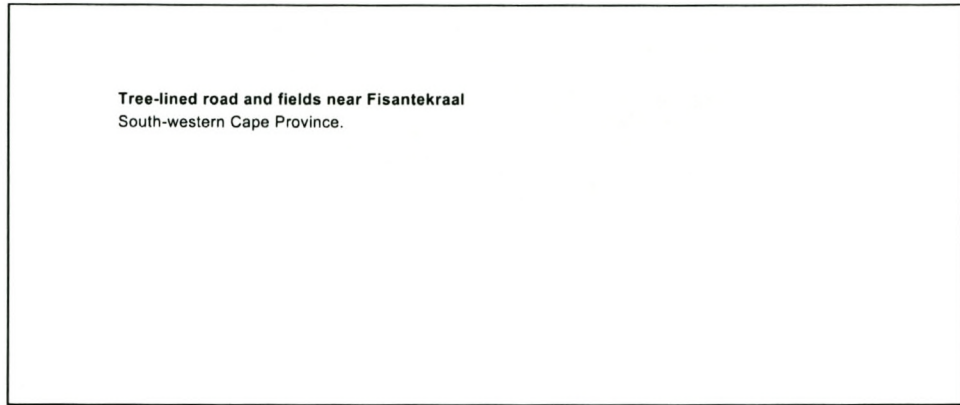 Tree-lined road and fields near Fisantekraal
South-western Cape Province.